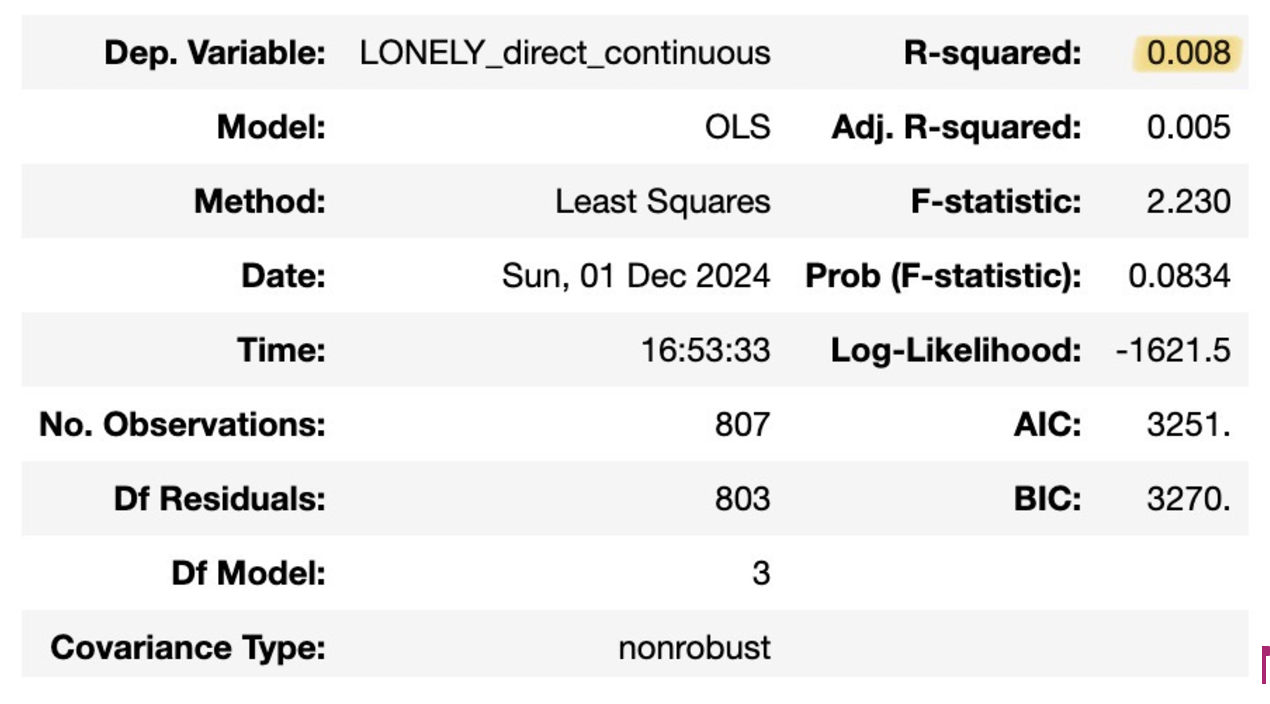 Dep. Variable: LONELY_direct_continuous R-squared: 0.008
Model: OLS Adj. R-squared: 0.005
Method: Least Squares F-statistic: 2.230
Date: Sun, 01 Dec 2024 Prob (F-statistic): 0.0834
Time: 16:53:33 Log-Likelihood: -1621.5
No. Observations: 807 AIC: 3251.
Df Residuals: 803 BIC: 3270.
Df Model: 3
Covariance Type: nonrobust